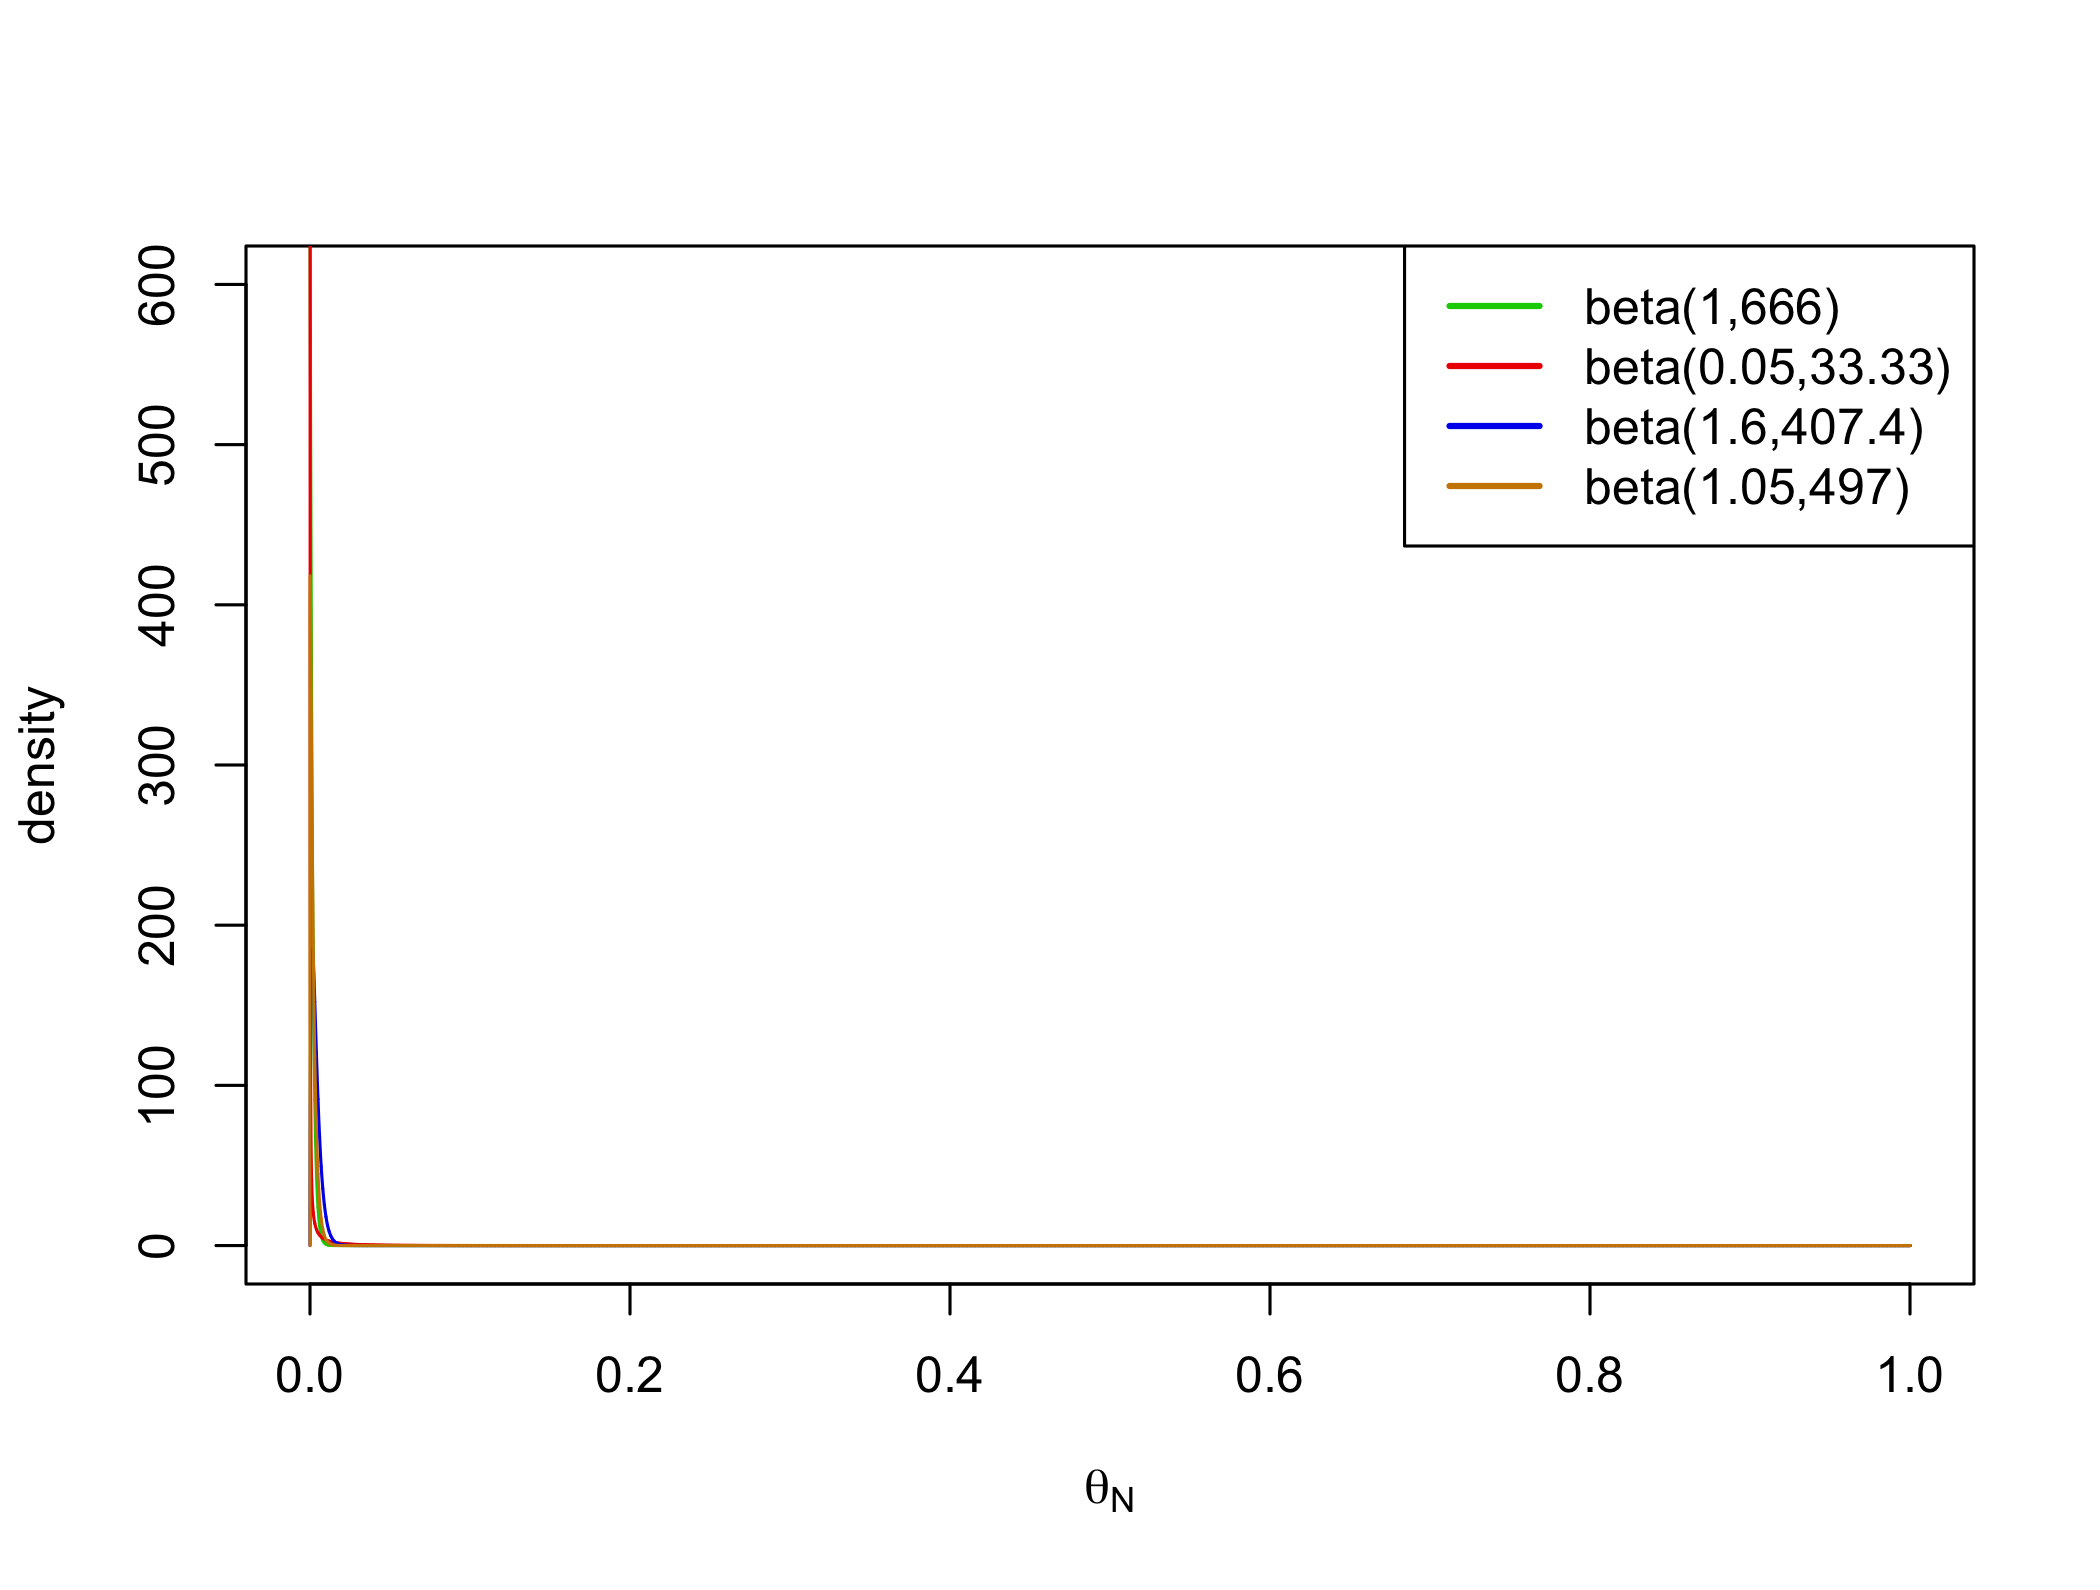 beta(1,666)
beta(0.05,33.33)
beta(1.6,407.4)
beta(1.05,497)
density
600
500
400
300
200
100
0
0.0 0.2 0.4 0.6 0.8 1.0
θN